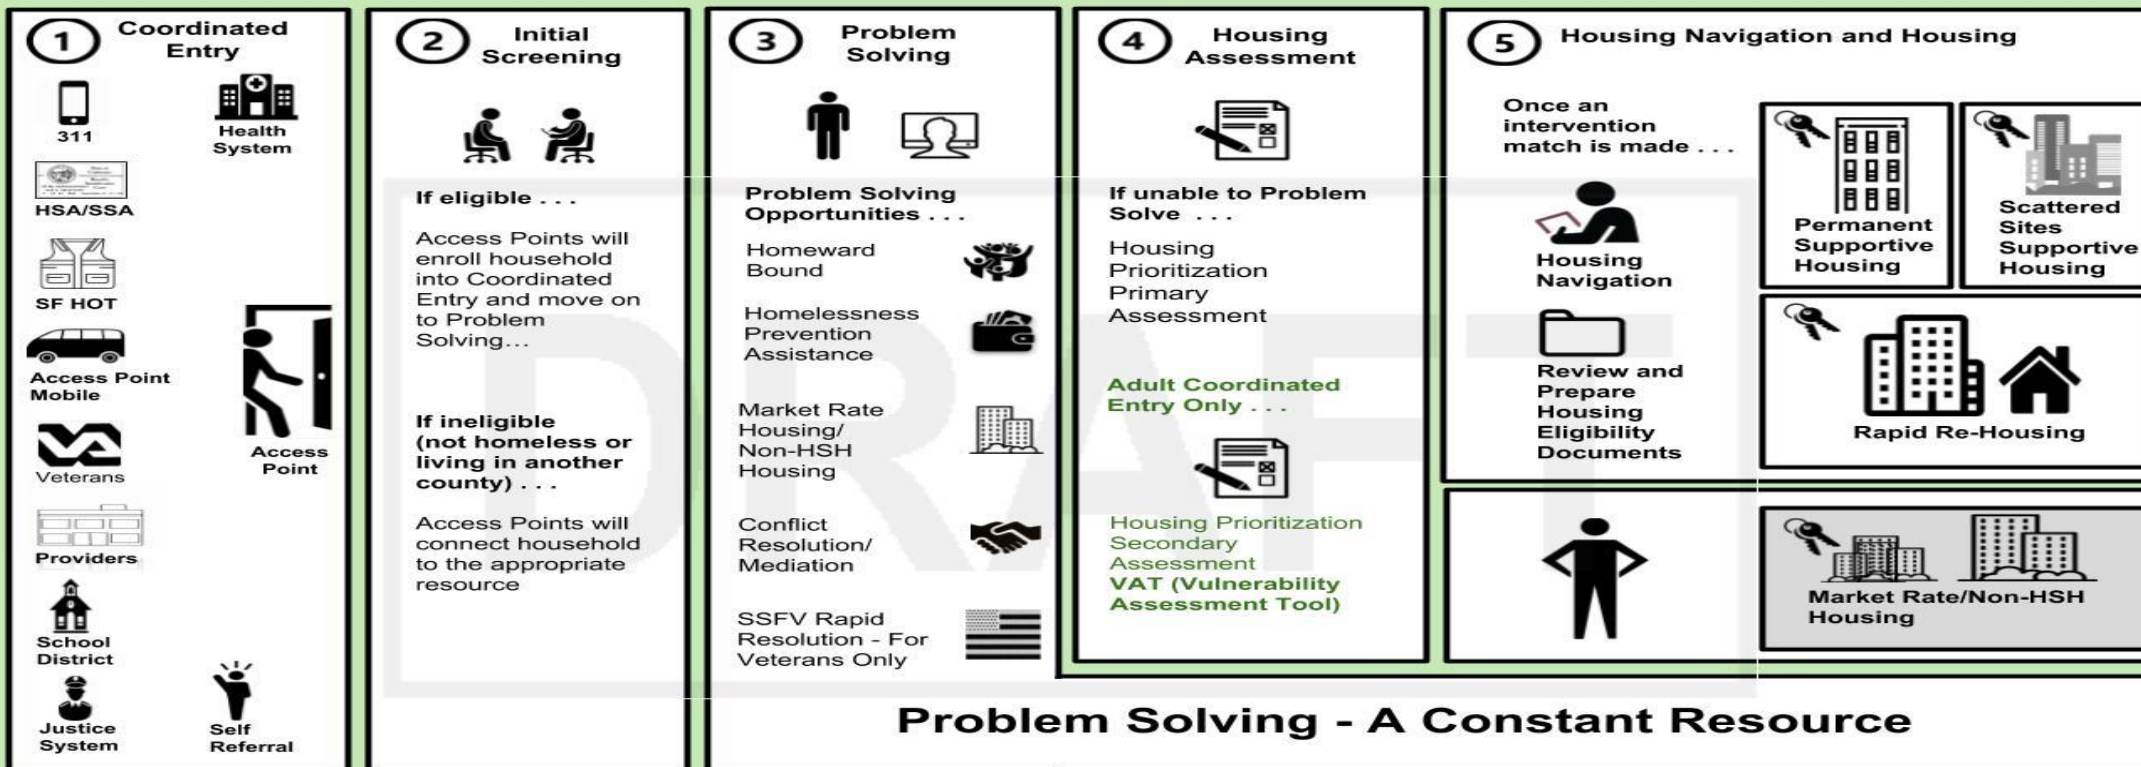 1
Coordinated
Entry
311
Health
System
HSA/SSA
SF HOT
Access Point
Mobile
Access
Point
Veterans
Providers
School
District
Justice
System
Self
Referral
2
Initial
Screening
If eligible . . .
Access Points will
enroll household
into Coordinated
Entry and move on
to Problem
Solving...
If ineligible
(not homeless or
living in another
county) . . .
Access Points will
connect household
to the appropriate
resource
3
Problem
Solving
Problem Solving
Opportunities . . .
Homeward
Bound
Homelessness
Prevention
Assistance
Market Rate
Housing/
Non-HSH
Housing
Conflict
Resolution/
Mediation
SSFV Rapid
Resolution - For
Veterans Only
4
Housing
Assessment
If unable to Problem
Solve . . .
Housing
Prioritization
Primary
Assessment
Adult Coordinated
Entry Only . . .
Housing Prioritization
Secondary
Assessment
VAT (Vulnerability
Assessment Tool)
5
Housing Navigation and Housing
Once an
intervention
match is made . . .
Housing
Navigation
Review and
Prepare
Housing
Eligibility
Documents
Permanent
Supportive
Housing
Scattered
Sites
Supportive
Housing
Rapid Re-Housing
Market Rate/Non-HSH
Housing
Problem Solving - A Constant Resource
DRAFT